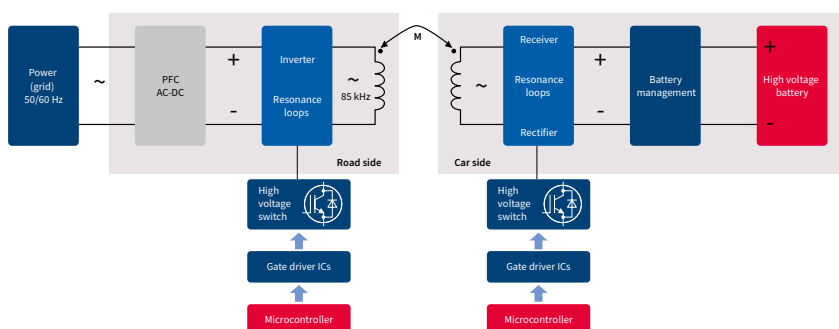 M
Power
(grid)
50/60 Hz
~
PFC
AC-DC
+
-
Inverter
Resonance
loops
~
85 kHz
Road side
~
Receiver
Resonance
loops
Rectifier
+
-
Battery
management
+
-
High voltage
battery
Car side
High
voltage
switch
Gate driver ICs
Microcontroller
High
voltage
switch
Gate driver ICs
Microcontroller